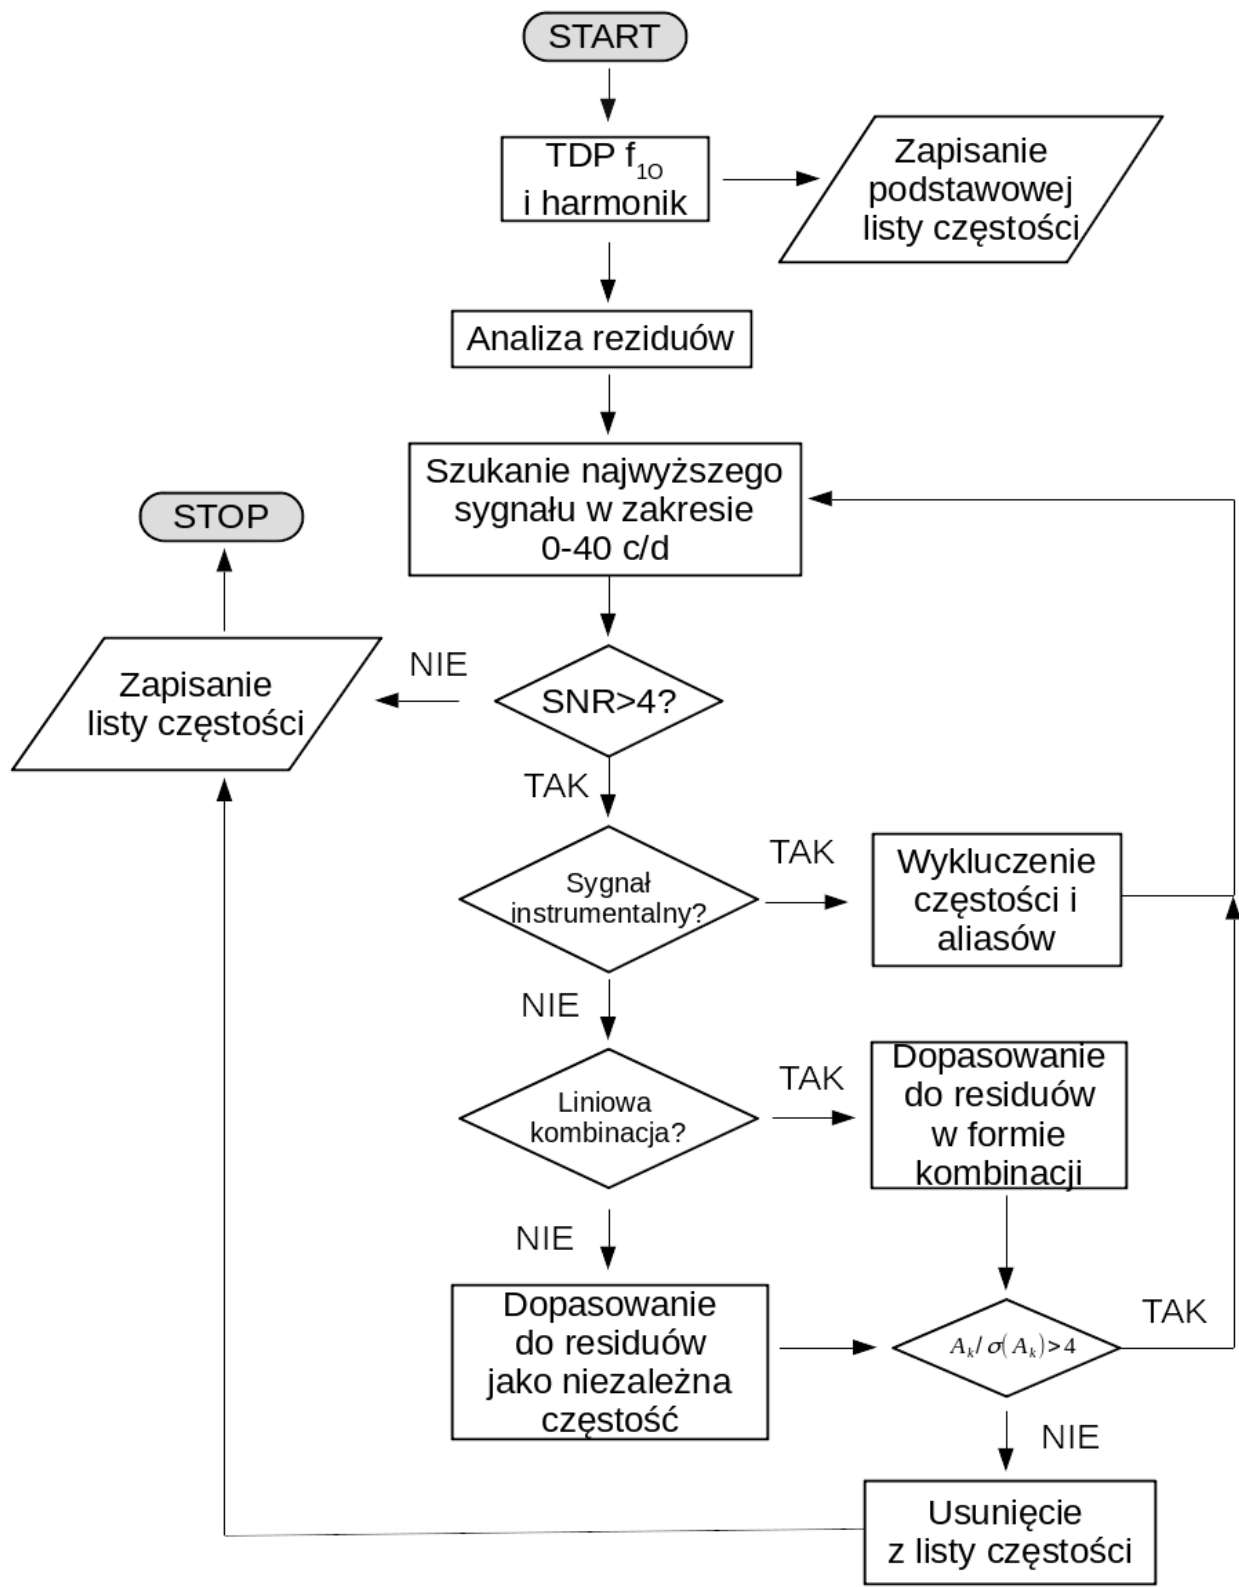 START
TDP f₁O
i harmonik
Zapisanie
podstawowej
listy częstości
Analiza reziduów
Szukanie najwyższego
sygnału w zakresie
0-40 c/d
STOP
NIE
Zapisanie
listy częstości
SNR>4?
TAK
Sygnał
instrumentalny?
TAK
Wykluczenie
częstości i
aliasów
NIE
Liniowa
kombinacja?
TAK
Dopasowanie
do residuów
w formie
kombinacji
NIE
Dopasowanie
do residuów
jako niezależna
częstość
Aₖ/σ(Aₖ)>4
TAK
NIE
Usunięcie
z listy częstości